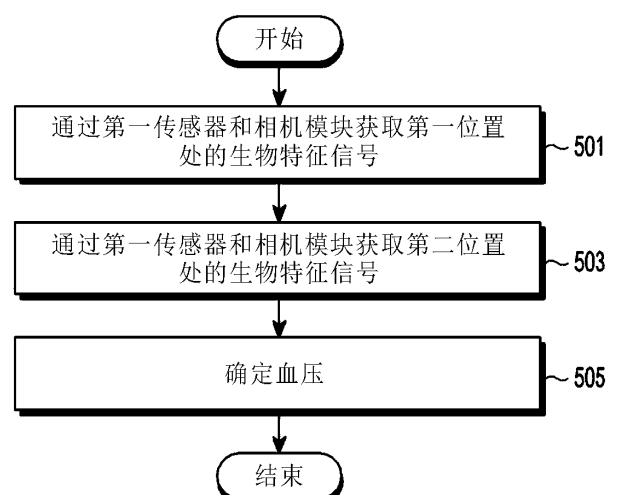 开始
通过第一传感器和相机模块获取第一位置
处的生物特征信号
501
通过第一传感器和相机模块获取第二位置
处的生物特征信号
503
确定血压
505
结束